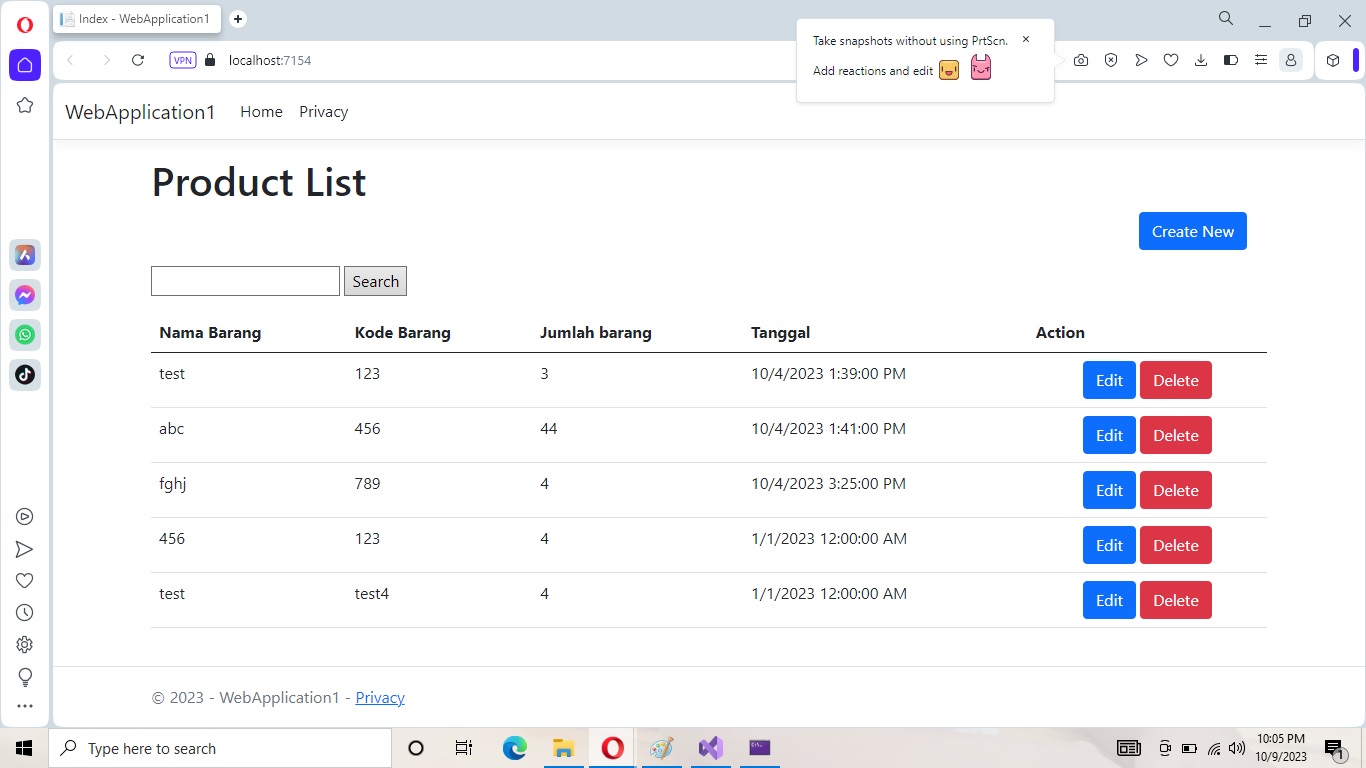 Index - WebApplication1
VPN localhost:7154
Take snapshots without using PrtScn.
Add reactions and edit
WebApplication1 Home Privacy
Product List
Create New
Search
Nama Barang Kode Barang Jumlah barang Tanggal Action
test 123 3 10/4/2023 1:39:00 PM Edit Delete
abc 456 44 10/4/2023 1:41:00 PM Edit Delete
fghj 789 4 10/4/2023 3:25:00 PM Edit Delete
456 123 4 1/1/2023 12:00:00 AM Edit Delete
test test4 4 1/1/2023 12:00:00 AM Edit Delete
© 2023 - WebApplication1 - Privacy
Type here to search
10:05 PM
10/9/2023
1